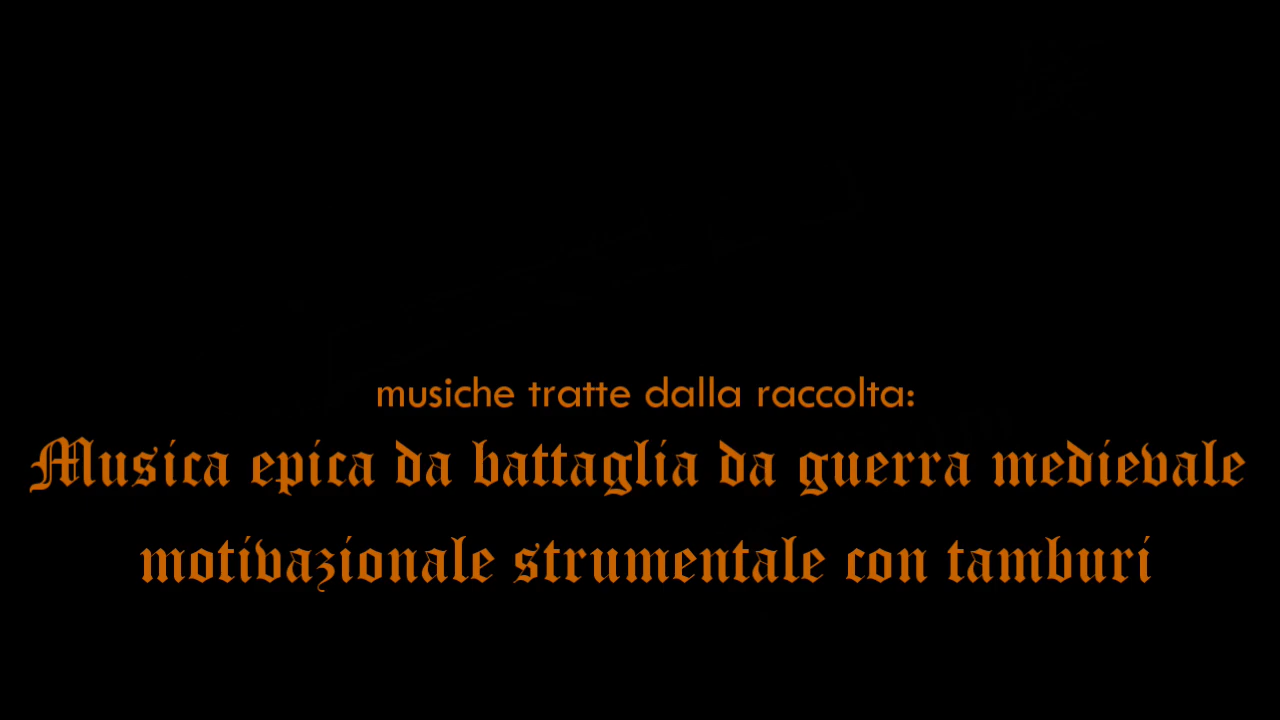 musiche tratte dalla raccolta:
Musica epica da battaglia da guerra medievale
motivazionale strumentale con tamburi